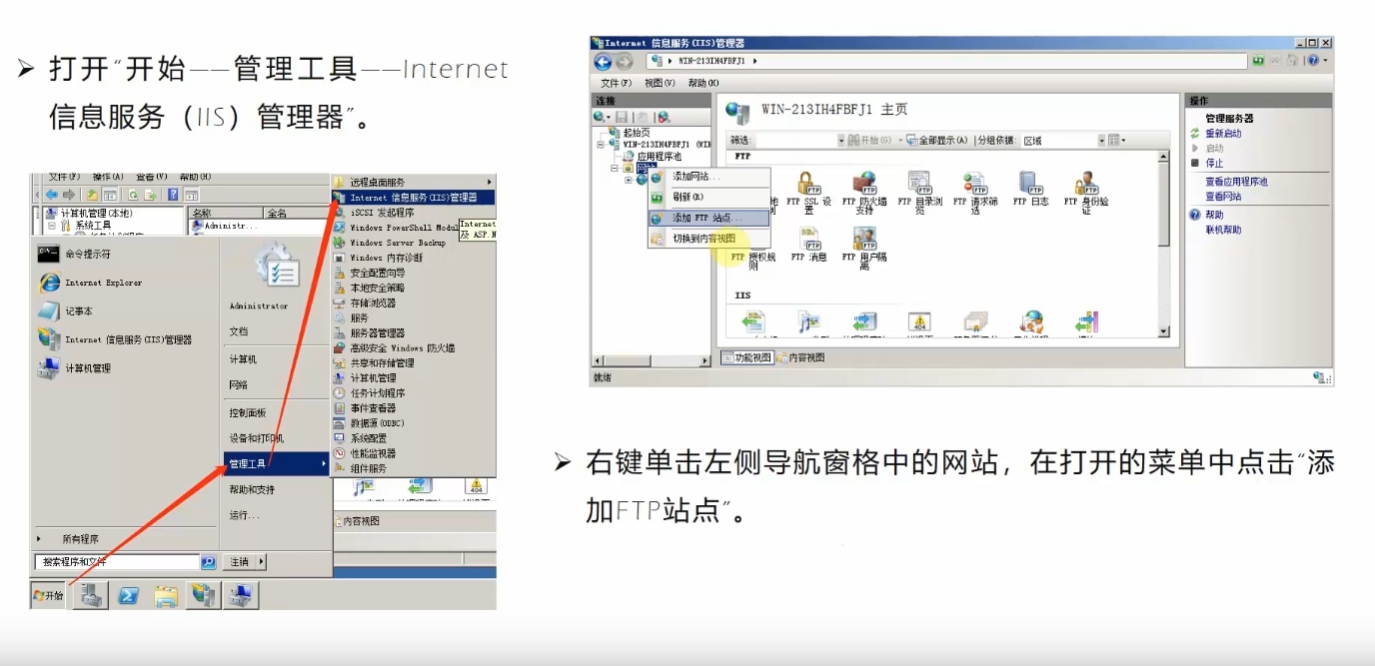 打开“开始——管理工具——Internet
信息服务（IIS）管理器”。
文件(F) 操作(A) 查看(V) 帮助(H)
计算机管理(本地)
系统工具
名称 全名
Administr...
命令提示符
Internet Explorer
记事本
Internet 信息服务(IIS)管理器
计算机管理
所有程序
搜索程序和文件
Administrator
文档
计算机
网络
控制面板
设备和打印机
管理工具
帮助和支持
运行...
注销
开始
远程桌面服务
Internet 信息服务(IIS)管理器
iSCSI 发起程序
Windows PowerShell Modul
Windows Server Backup
Windows 内存诊断
安全配置向导
本地安全策略
存储浏览器
服务
服务器管理器
高级安全 Windows 防火墙
共享和存储管理
计算机管理
任务计划程序
事件查看器
数据源(ODBC)
系统配置
性能监视器
组件服务
Internet
及 ASP.N
内容视图
Internet 信息服务(IIS)管理器
WIN-213IH4FBFJ1
文件(F) 视图(V) 帮助(H)
连接
起始页
WIN-213IH4FBFJ1 (WIN
应用程序池
网站
添加网站...
刷新(R)
添加 FTP 站点...
切换到内容视图
WIN-213IH4FBFJ1 主页
筛选: 开始(G) 全部显示(A) 分组依据: 区域
FTP
FTP SSL 设置
FTP 防火墙支持
FTP 目录浏览
FTP 请求筛选
FTP 日志
FTP 身份验证
FTP 授权规则
FTP 消息
FTP 用户隔离
IIS
功能视图 内容视图
就绪
操作
管理服务器
重新启动
启动
停止
查看应用程序池
查看网站
帮助
联机帮助
右键单击左侧导航窗格中的网站，在打开的菜单中点击“添
加FTP站点”。